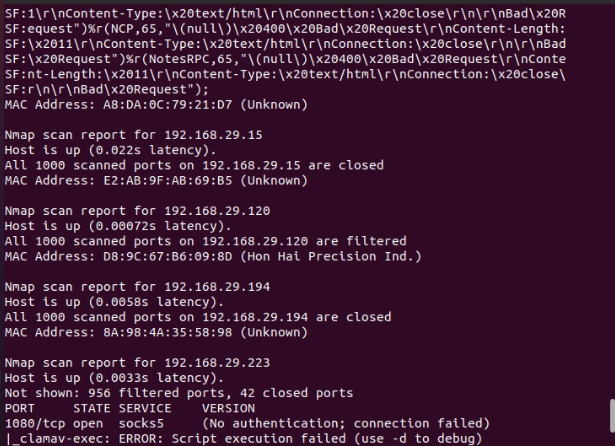 SF:1\r\nContent-Type:\x20text/html\r\nConnection:\x20close\r\n\r\nBad\x20R
SF:equest")%r(NCP,65,"\(null\)\x20400\x20Bad\x20Request\r\nContent-Length:
SF:\x2011\r\nContent-Type:\x20text/html\r\nConnection:\x20close\r\n\r\nBad
SF:\x20Request")%r(NotesRPC,65,"\(null\)\x20400\x20Bad\x20Request\r\nConte
SF:nt-Length:\x2011\r\nContent-Type:\x20text/html\r\nConnection:\x20close\
SF:r\n\r\nBad\x20Request");
MAC Address: A8:DA:0C:79:21:D7 (Unknown)
Nmap scan report for 192.168.29.15
Host is up (0.022s latency).
All 1000 scanned ports on 192.168.29.15 are closed
MAC Address: E2:AB:9F:AB:69:B5 (Unknown)
Nmap scan report for 192.168.29.120
Host is up (0.00072s latency).
All 1000 scanned ports on 192.168.29.120 are filtered
MAC Address: D8:9C:67:B6:09:8D (Hon Hai Precision Ind.)
Nmap scan report for 192.168.29.194
Host is up (0.0058s latency).
All 1000 scanned ports on 192.168.29.194 are closed
MAC Address: 8A:98:4A:35:58:98 (Unknown)
Nmap scan report for 192.168.29.223
Host is up (0.0033s latency).
Not shown: 956 filtered ports, 42 closed ports
PORT     STATE SERVICE    VERSION
1080/tcp open  socks5     (No authentication; connection failed)
|_clamav-exec: ERROR: Script execution failed (use -d to debug)